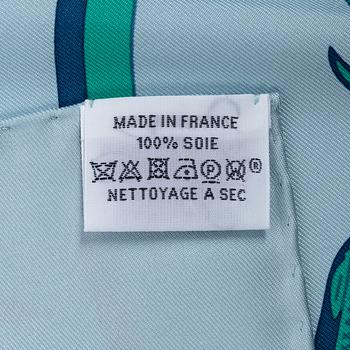 MADE IN FRANCE
100% SOIE
P W®
NETTOYAGE A SEC